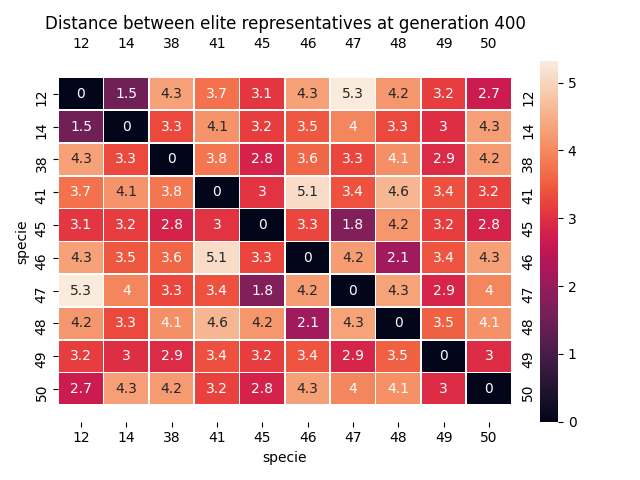 Distance between elite representatives at generation 400
12 14 38 41 45 46 47 48 49 50
12 0 1.5 4.3 3.7 3.1 4.3 5.3 4.2 3.2 2.7 12
14 1.5 0 3.3 4.1 3.2 3.5 4 3.3 3 4.3 14
38 4.3 3.3 0 3.8 2.8 3.6 3.3 4.1 2.9 4.2 38
41 3.7 4.1 3.8 0 3 5.1 3.4 4.6 3.4 3.2 41
45 3.1 3.2 2.8 3 0 3.3 1.8 4.2 3.2 2.8 45
46 4.3 3.5 3.6 5.1 3.3 0 4.2 2.1 3.4 4.3 46
47 5.3 4 3.3 3.4 1.8 4.2 0 4.3 2.9 4 47
48 4.2 3.3 4.1 4.6 4.2 2.1 4.3 0 3.5 4.1 48
49 3.2 3 2.9 3.4 3.2 3.4 2.9 3.5 0 3 49
50 2.7 4.3 4.2 3.2 2.8 4.3 4 4.1 3 0 50
12 14 38 41 45 46 47 48 49 50
specie
specie
5
4
3
2
1
0